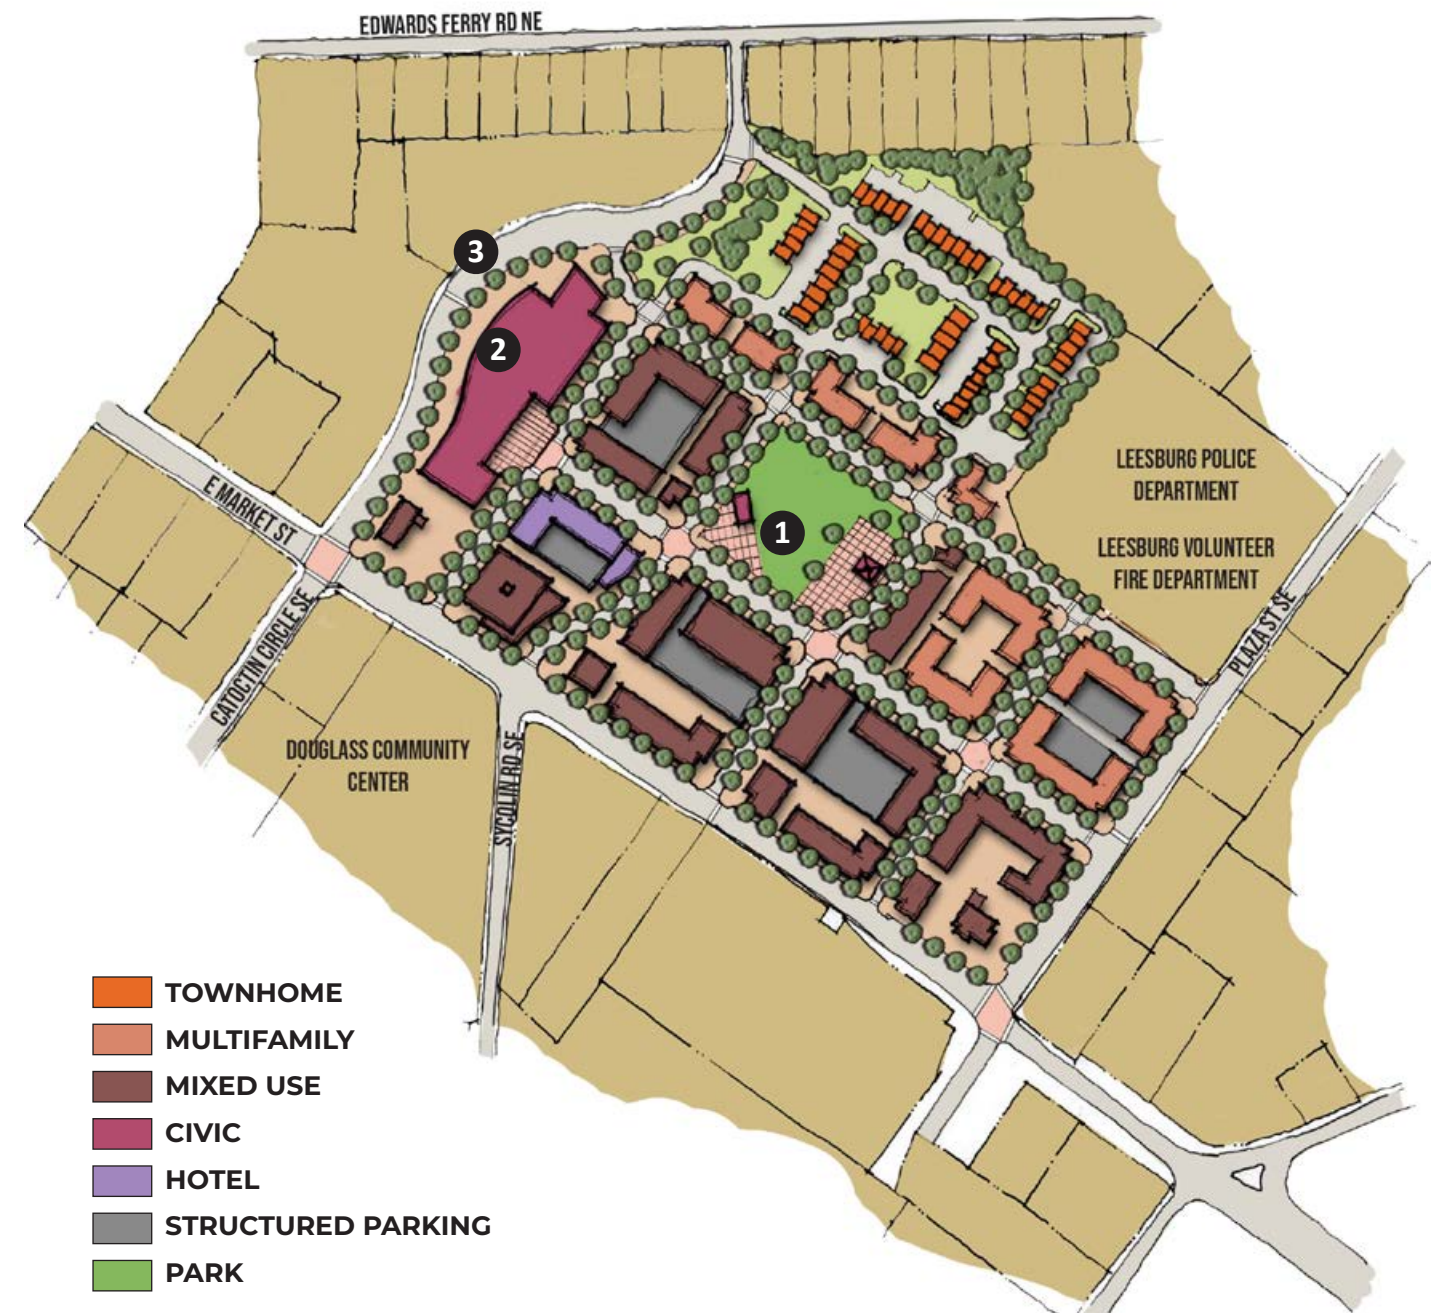 EDWARDS FERRY RD NE
3
2
1
LEESBURG POLICE
DEPARTMENT
LEESBURG VOLUNTEER
FIRE DEPARTMENT
E MARKET ST
CATOCTIN CIRCLE SE
PLAZA ST SE
DOUGLASS COMMUNITY
CENTER
SYCOLIN RD SE
TOWNHOME
MULTIFAMILY
MIXED USE
CIVIC
HOTEL
STRUCTURED PARKING
PARK